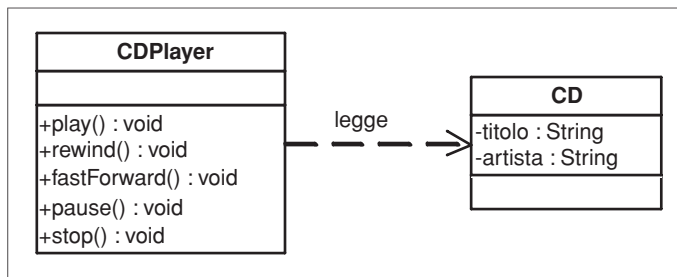 CDPlayer
+play() : void
+rewind() : void
+fastForward() : void
+pause() : void
+stop() : void
legge
CD
-titolo : String
-artista : String